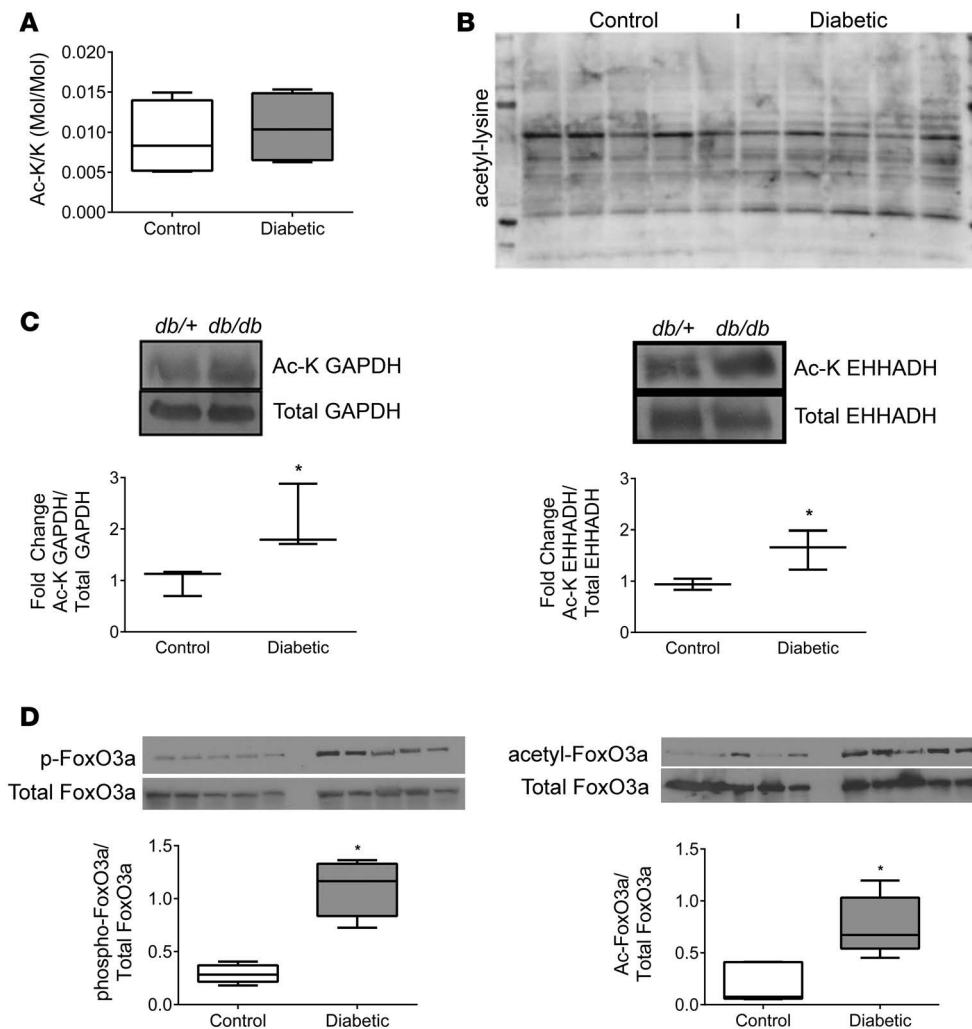 A
Ac-K/K (Mol/Mol)
0.020
0.015
0.010
0.005
0.000
Control
Diabetic
B
Control
Diabetic
acetyl-lysine
C
db/+ db/db
Ac-K GAPDH
Total GAPDH
Fold Change
Ac-K GAPDH/
Total GAPDH
3
2
1
0
*
Control
Diabetic
db/+ db/db
Ac-K EHHADH
Total EHHADH
Fold Change
Ac-K EHHADH/
Total EHHADH
3
2
1
0
*
Control
Diabetic
D
p-FoxO3a
Total FoxO3a
phospho-FoxO3a/
Total FoxO3a
1.5
1.0
0.5
0.0
*
Control
Diabetic
acetyl-FoxO3a
Total FoxO3a
Ac-FoxO3a/
Total FoxO3a
1.5
1.0
0.5
0.0
*
Control
Diabetic